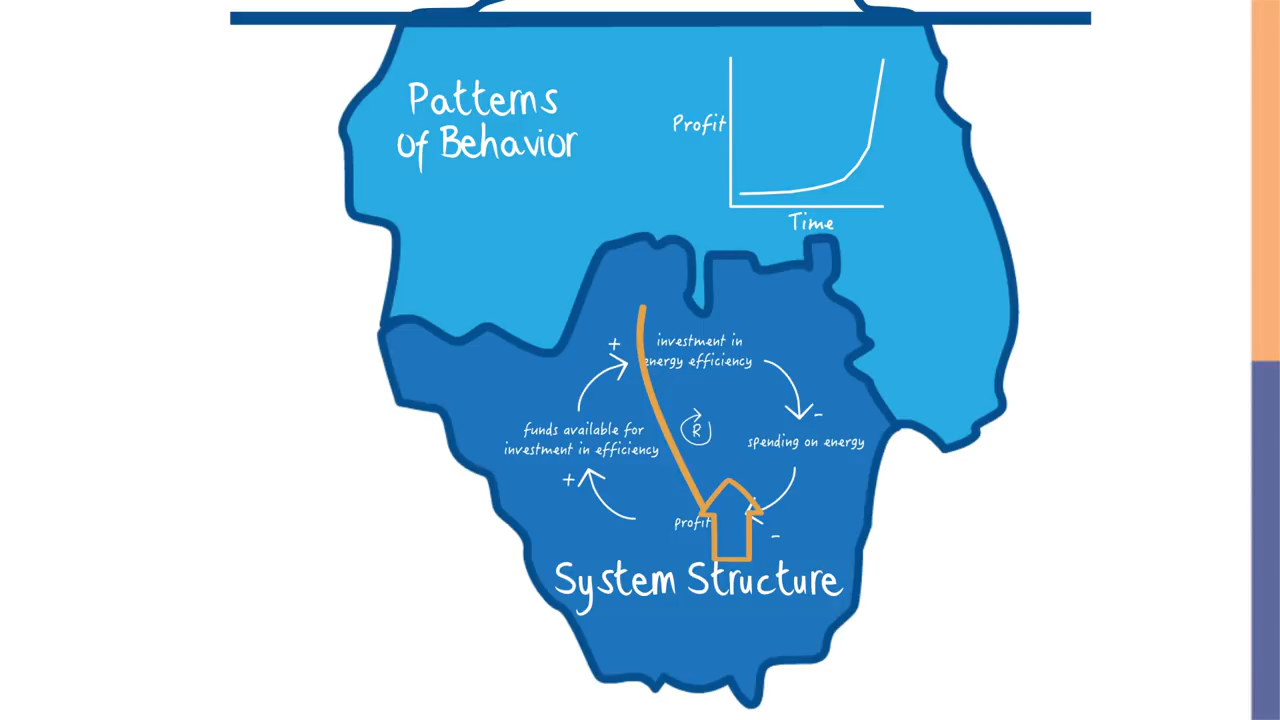 Patterns
of Behavior
Profit
Time
+
investment in
energy efficiency
-
R
funds available for
investment in efficiency
spending on energy
+
profit
-
System Structure